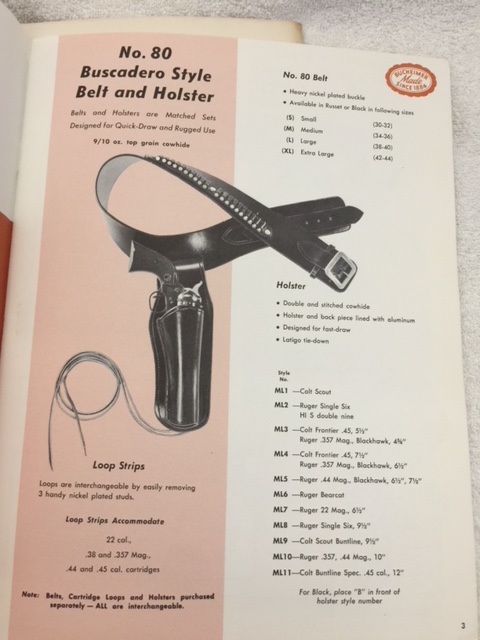 No. 80
Buscadero Style
Belt and Holster
Belts and Holsters are Matched Sets
Designed for Quick-Draw and Rugged Use
9/10 oz. top grain cowhide
Loop Strips
Loops are interchangeable by easily removing
3 handy nickel plated studs.
Loop Strips Accommodate
22 cal.,
.38 and .357 Mag.,
.44 and .45 cal. cartridges
Note: Belts, Cartridge Loops and Holsters purchased
separately — ALL are interchangeable.
No. 80 Belt
• Heavy nickel plated buckle
• Available in Russet or Black in following sizes
(S) Small (30-32)
(M) Medium (34-36)
(L) Large (38-40)
(XL) Extra Large (42-44)
BUCHEIMER
Made
SINCE 1884
Holster
• Double and stitched cowhide
• Holster and back piece lined with aluminum
• Designed for fast-draw
• Latigo tie-down
Style
No.
ML1 —Colt Scout
ML2 —Ruger Single Six
HI S double nine
ML3 —Colt Frontier .45, 5½"
Ruger .357 Mag., Blackhawk, 4⅝"
ML4 —Colt Frontier .45, 7½"
Ruger .357 Mag., Blackhawk, 6½"
ML5 —Ruger .44 Mag., Blackhawk, 6½", 7½"
ML6 —Ruger Bearcat
ML7 —Ruger 22 Mag., 6½"
ML8 —Ruger Single Six, 9½"
ML9 —Colt Scout Buntline, 9½"
ML10—Ruger .357, .44 Mag., 10"
ML11—Colt Buntline Spec. .45 cal., 12"
For Black, place "B" in front of
holster style number
3